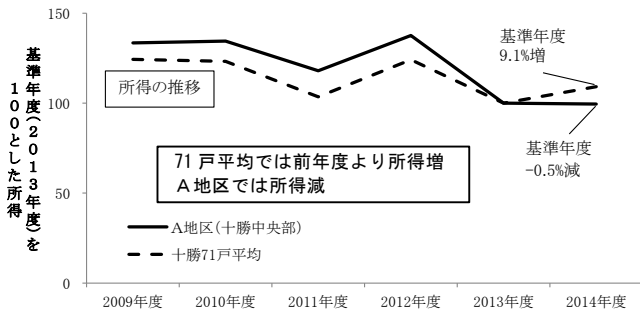 基準年度(2013年度)を
100とした所得
150
100
50
0
所得の推移
基準年度
9.1%増
基準年度
-0.5%減
71戸平均では前年度より所得増
A地区では所得減
A地区(十勝中央部)
十勝71戸平均
2009年度
2010年度
2011年度
2012年度
2013年度
2014年度